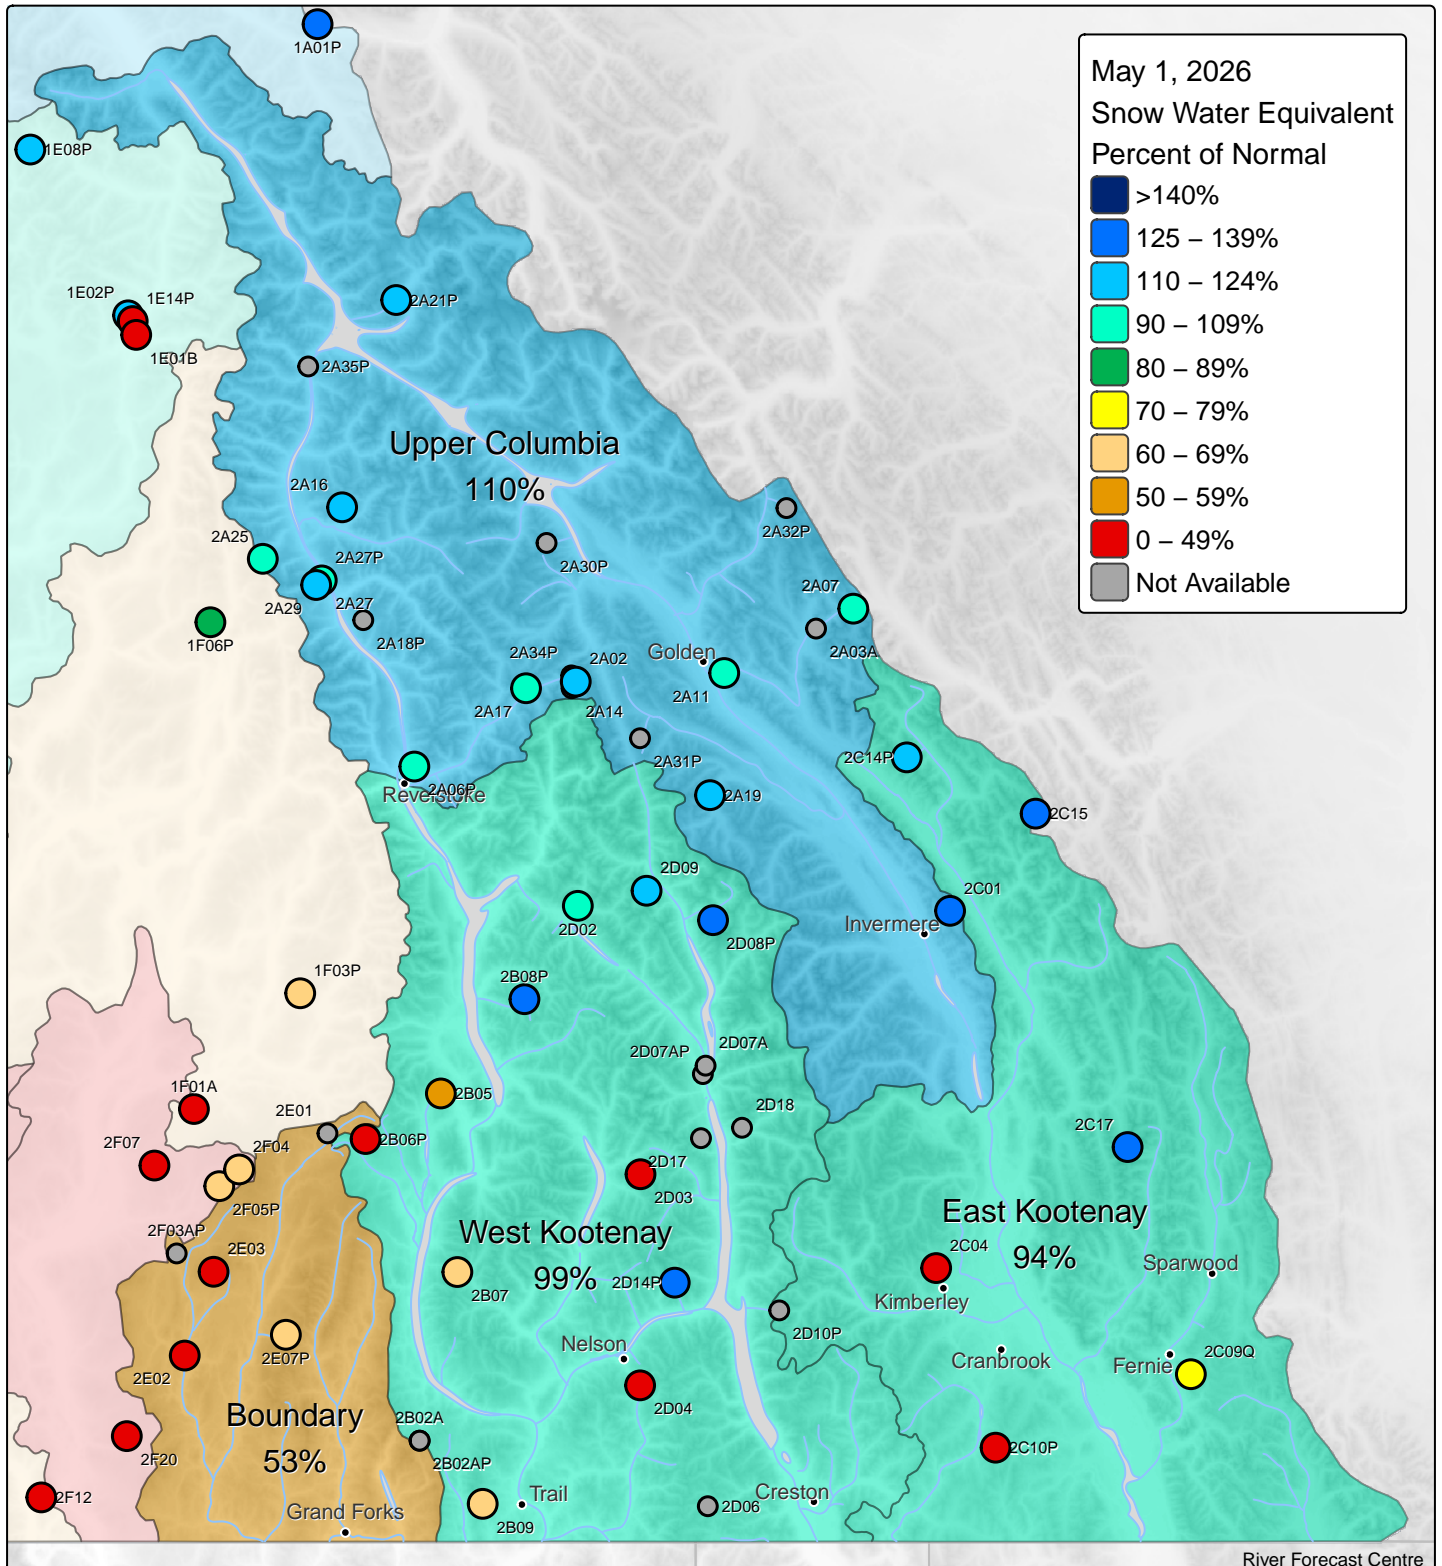 1A01P
May 1, 2026
Snow Water Equivalent
Percent of Normal
>140%
125 – 139%
110 – 124%
90 – 109%
80 – 89%
70 – 79%
60 – 69%
50 – 59%
0 – 49%
Not Available
1E08P
1E02P
1E14P
1E01B
2A21P
2A35P
Upper Columbia
110%
2A16
2A25
2A32P
2A30P
2A27P
2A29
2A27
2A07
2A18P
1F06P
2A03A
2A34P
2A02
Golden
2A11
2A17
2A14
2A31P
2C14P
2A06P
Revelstoke
2A19
2C15
2D09
2C01
2D02
2D08P
Invermere
1F03P
2B08P
2D07AP
2D07A
1F01A
2B05
2E01
2D18
2F07
2F04
2B06P
2C17
2D17
2D03
2F05P
2F03AP
2E03
West Kootenay
99%
East Kootenay
94%
2C04
Sparwood
2B07
2D14P
Kimberley
2E07P
2D10P
Nelson
2E02
Cranbrook
Fernie
2C09Q
2D04
Boundary
53%
2B02A
2F20
2B02AP
2C10P
2F12
Trail
Creston
2D06
Grand Forks
2B09
River Forecast Centre